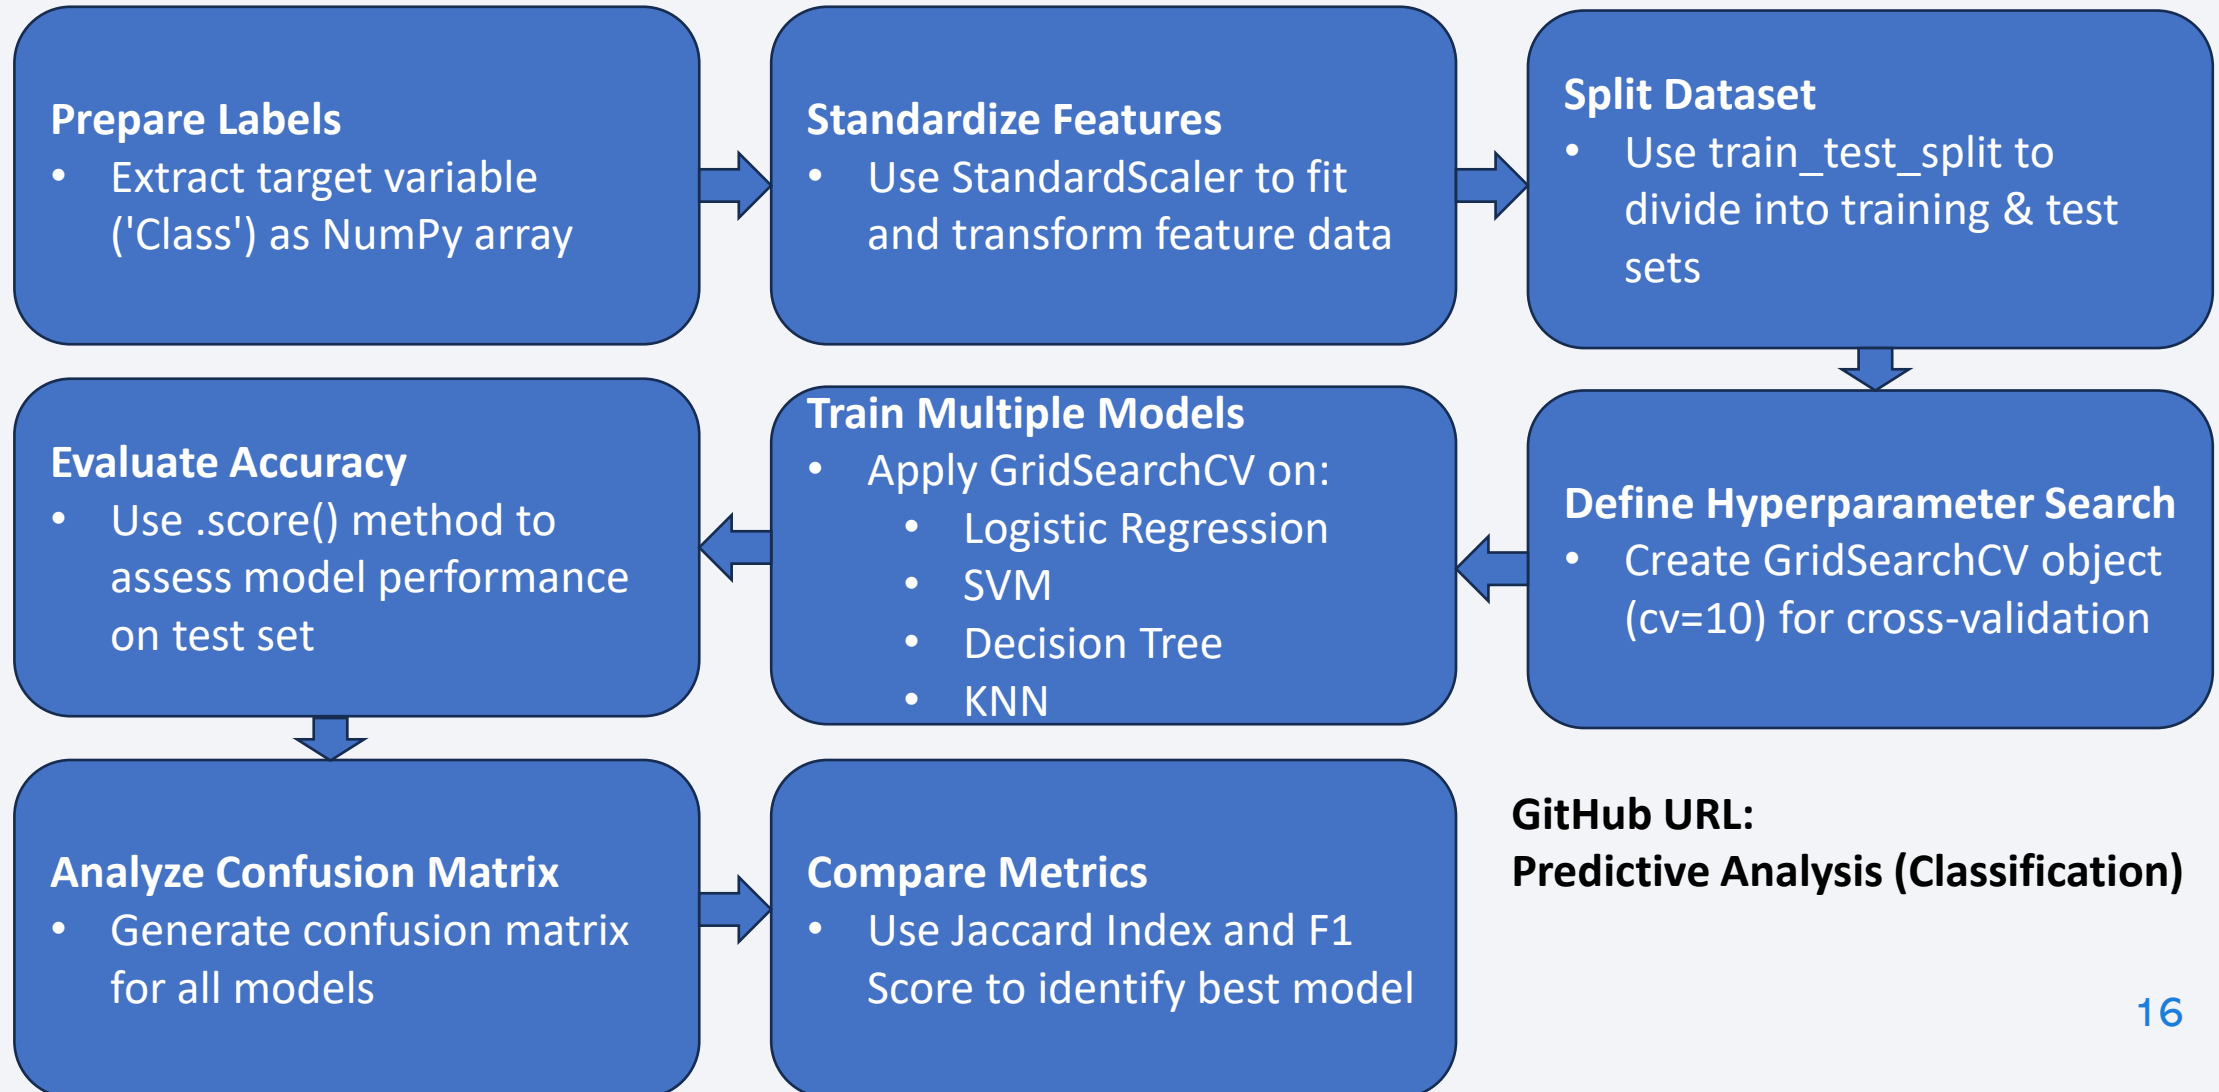 Prepare Labels
• Extract target variable
('Class') as NumPy array
Standardize Features
• Use StandardScaler to fit
and transform feature data
Split Dataset
• Use train_test_split to
divide into training & test
sets
Define Hyperparameter Search
• Create GridSearchCV object
(cv=10) for cross-validation
Train Multiple Models
• Apply GridSearchCV on:
• Logistic Regression
• SVM
• Decision Tree
• KNN
Evaluate Accuracy
• Use .score() method to
assess model performance
on test set
Analyze Confusion Matrix
• Generate confusion matrix
for all models
Compare Metrics
• Use Jaccard Index and F1
Score to identify best model
GitHub URL:
Predictive Analysis (Classification)
16